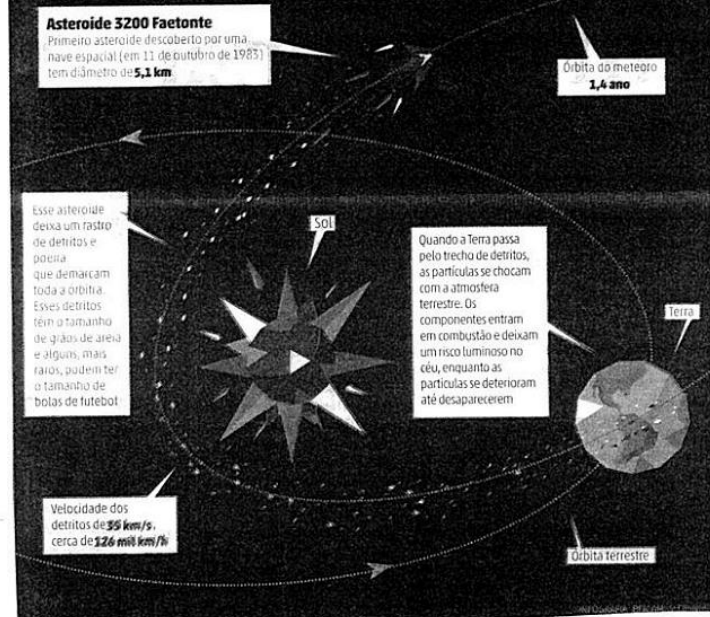 Asteroide 3200 Faetonte
Primeiro asteroide descoberto por uma
nave espacial (em 11 de outubro de 1983)
tem diâmetro de 5,1 km
Órbita do meteoro
1,4 ano
Esse asteroide
deixa um rastro
de detritos e
poeira
que demarcam
toda a órbitra.
Esses detritos
têm o tamanho
de grãos de areia
e alguns, mais
raros, podem ter
o tamanho de
bolas de futebol
Sol
Quando a Terra passa
pelo trecho de detritos,
as partículas se chocam
com a atmosfera
terrestre. Os
componentes entram
em combustão e deixam
um risco luminoso no
céu, enquanto as
partículas se deterioram
até desaparecerem
Terra
Velocidade dos
detritos de 35 km/s,
cerca de 126 mil km/h
Órbita terrestre
INFOGRAFIA